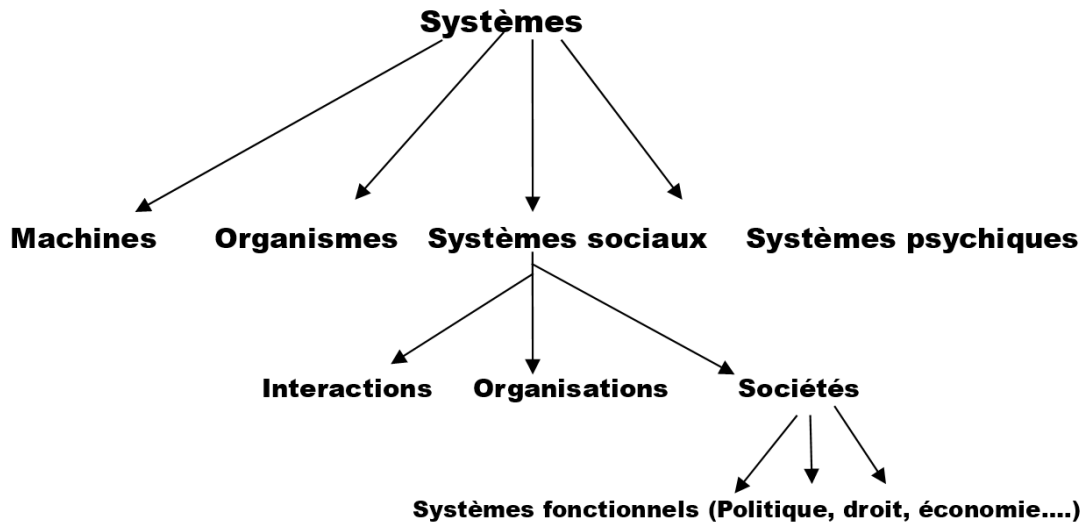 Systèmes
Machines Organismes Systèmes sociaux Systèmes psychiques
Interactions Organisations Sociétés
Systèmes fonctionnels (Politique, droit, économie....)